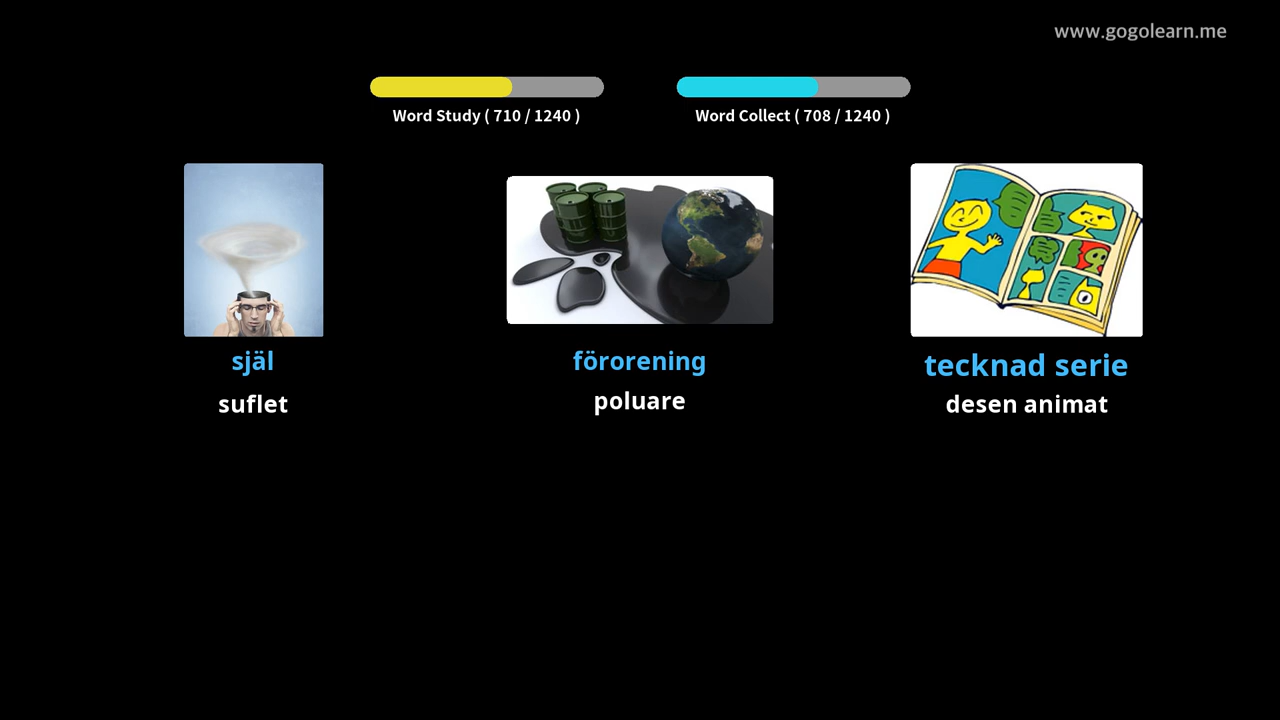 www.gogolearn.me
Word Study ( 710 / 1240 )
Word Collect ( 708 / 1240 )
själ
suflet
förorening
poluare
tecknad serie
desen animat